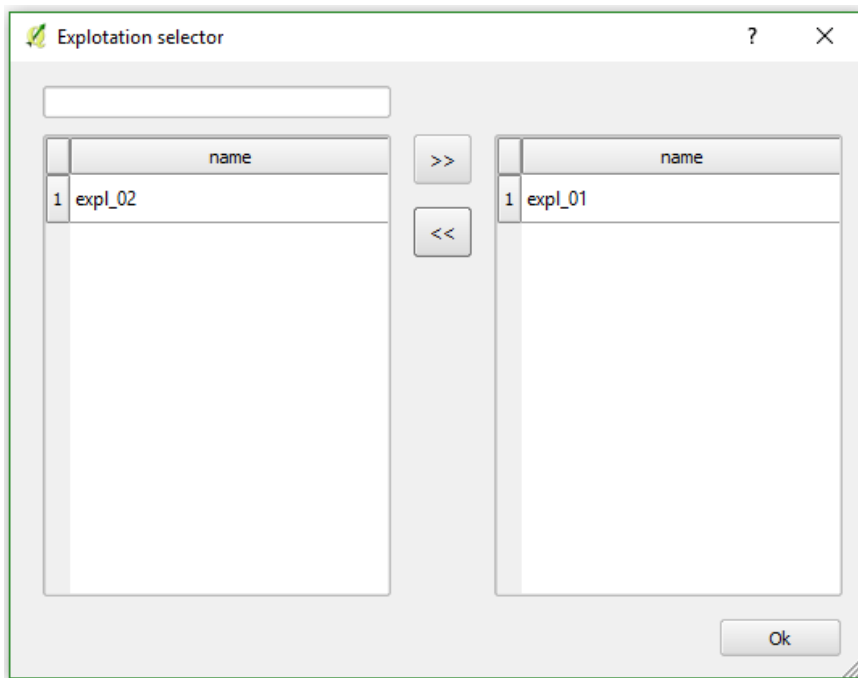 Explotation selector
? ×
name
1 expl_02
>>
<<
name
1 expl_01
Ok